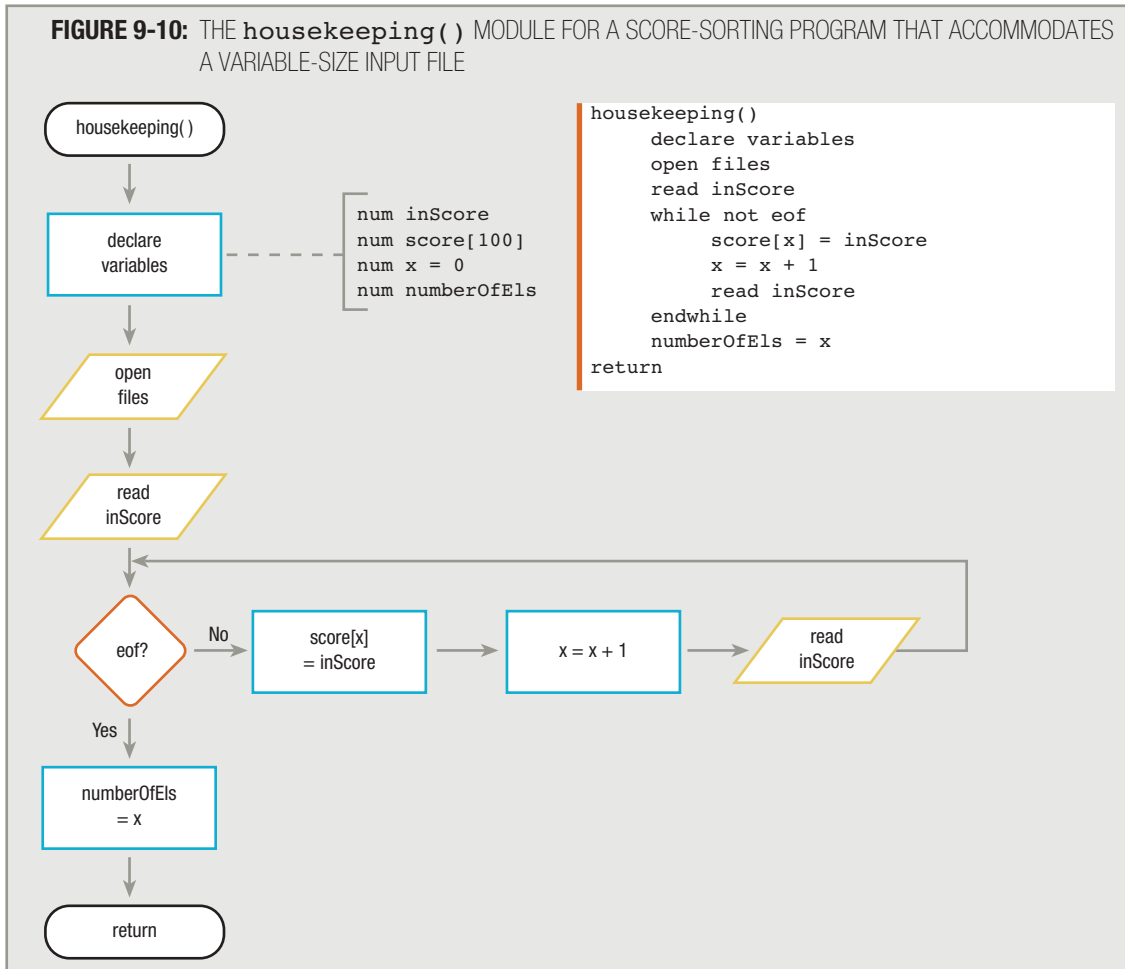 FIGURE 9-10: THE housekeeping() MODULE FOR A SCORE-SORTING PROGRAM THAT ACCOMMODATES
A VARIABLE-SIZE INPUT FILE
housekeeping( )
declare
variables
num inScore
num score[100]
num x = 0
num numberOfEls
housekeeping()
declare variables
open files
read inScore
while not eof
score[x] = inScore
x = x + 1
read inScore
endwhile
numberOfEls = x
return
open
files
read
inScore
eof?
No
score[x]
= inScore
x = x + 1
read
inScore
Yes
numberOfEls
= x
return